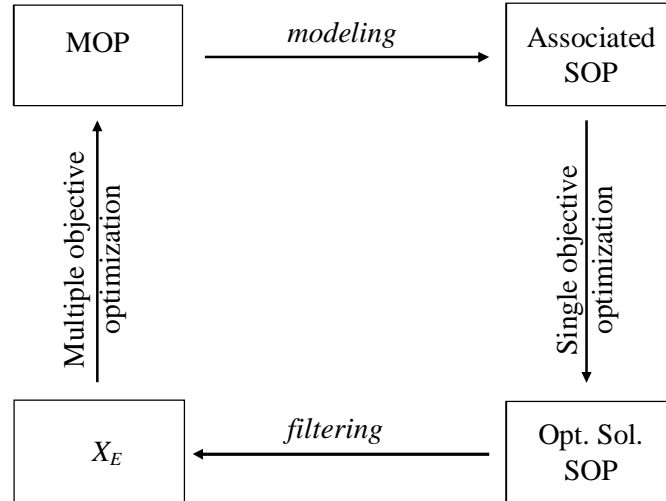 MOP
modeling
Associated
SOP
Multiple objective
optimization
Single objective
optimization
X_E
filtering
Opt. Sol.
SOP